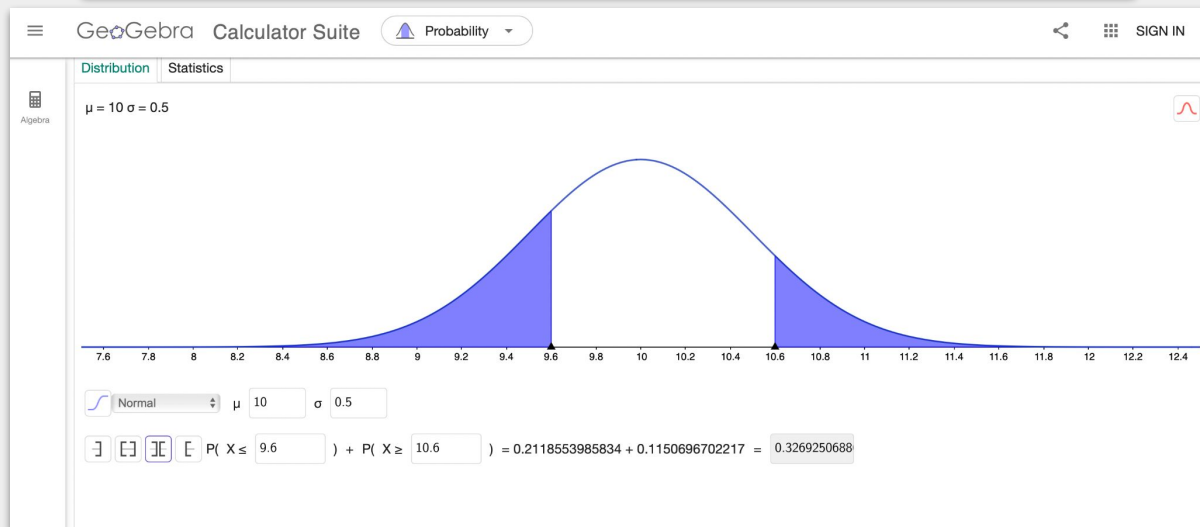 GeoGebra Calculator Suite Probability SIGN IN
Distribution Statistics
Algebra
μ = 10 σ = 0.5
7.6 7.8 8 8.2 8.4 8.6 8.8 9 9.2 9.4 9.6 9.8 10 10.2 10.4 10.6 10.8 11 11.2 11.4 11.6 11.8 12 12.2 12.4
Normal μ 10 σ 0.5
P( X ≤ 9.6 ) + P( X ≥ 10.6 ) = 0.2118553985834 + 0.1150696702217 = 0.3269250688